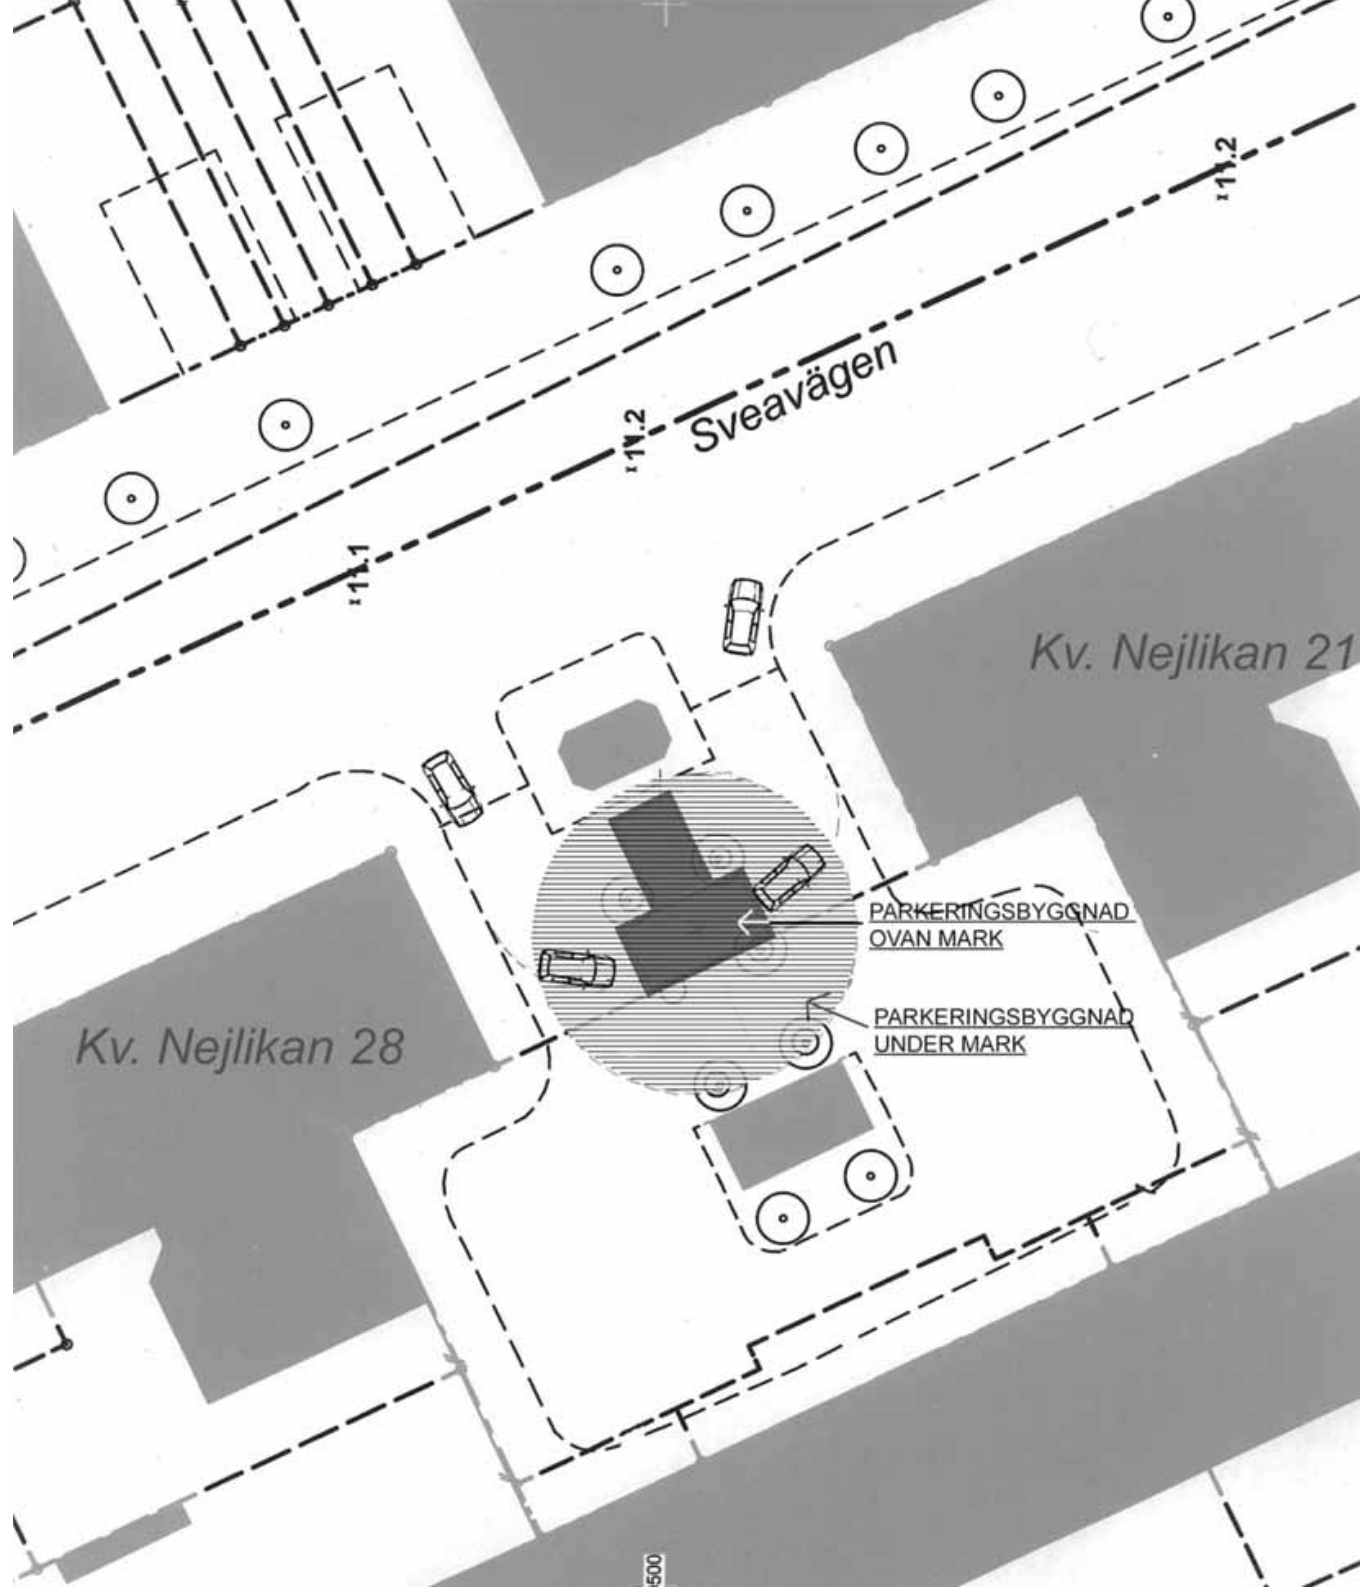 11.2
Sveavägen
11.2
11.1
Kv. Nejlikan 21
PARKERINGSBYGGNAD
OVAN MARK
PARKERINGSBYGGNAD
UNDER MARK
Kv. Nejlikan 28